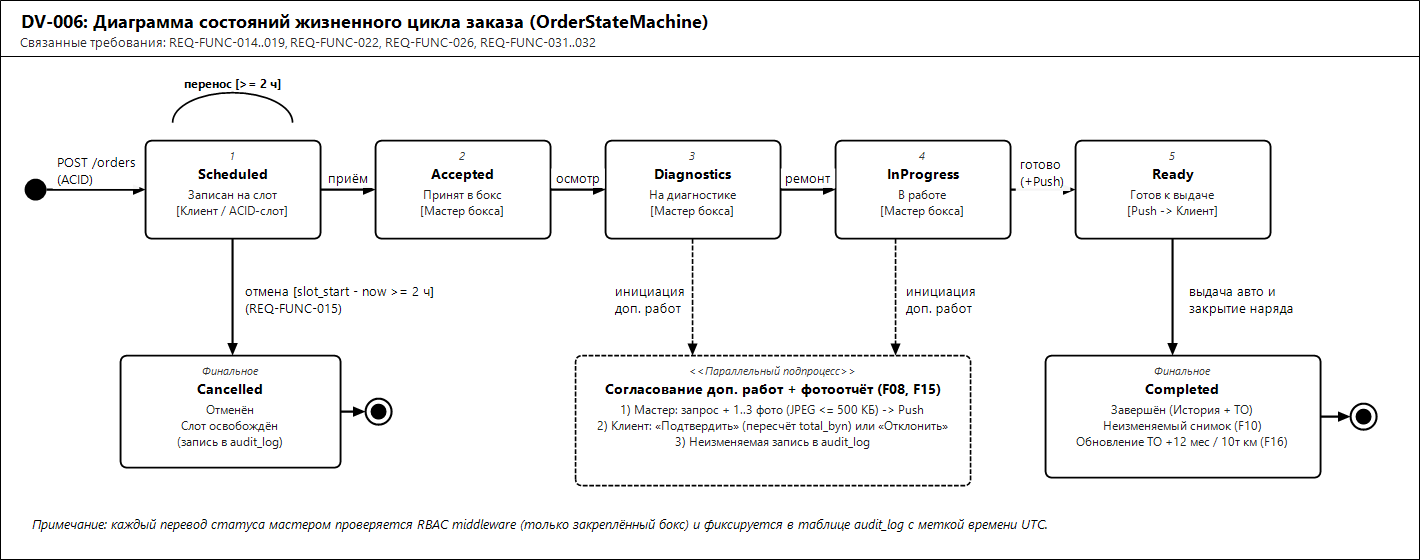 DV-006: Диаграмма состояний жизненного цикла заказа (OrderStateMachine)
Связанные требования: REQ-FUNC-014..019, REQ-FUNC-022, REQ-FUNC-026, REQ-FUNC-031..032
перенос [>= 2 ч]
POST /orders
(ACID)
1
Scheduled
Записан на слот
[Клиент / ACID-слот]
приём
2
Accepted
Принят в бокс
[Мастер бокса]
осмотр
3
Diagnostics
На диагностике
[Мастер бокса]
ремонт
4
InProgress
В работе
[Мастер бокса]
готово
(+Push)
5
Ready
Готов к выдаче
[Push -> Клиент]
отмена [slot_start - now >= 2 ч]
(REQ-FUNC-015)
инициация
доп. работ
инициация
доп. работ
выдача авто и
закрытие наряда
Финальное
Cancelled
Отменён
Слот освобождён
(запись в audit_log)
<<Параллельный подпроцесс>>
Согласование доп. работ + фотоотчёт (F08, F15)
1) Мастер: запрос + 1..3 фото (JPEG <= 500 КБ) -> Push
2) Клиент: «Подтвердить» (пересчёт total_byn) или «Отклонить»
3) Неизменяемая запись в audit_log
Финальное
Completed
Завершён (История + ТО)
Неизменяемый снимок (F10)
Обновление ТО +12 мес / 10т км (F16)
Примечание: каждый перевод статуса мастером проверяется RBAC middleware (только закреплённый бокс) и фиксируется в таблице audit_log с меткой времени UTC.